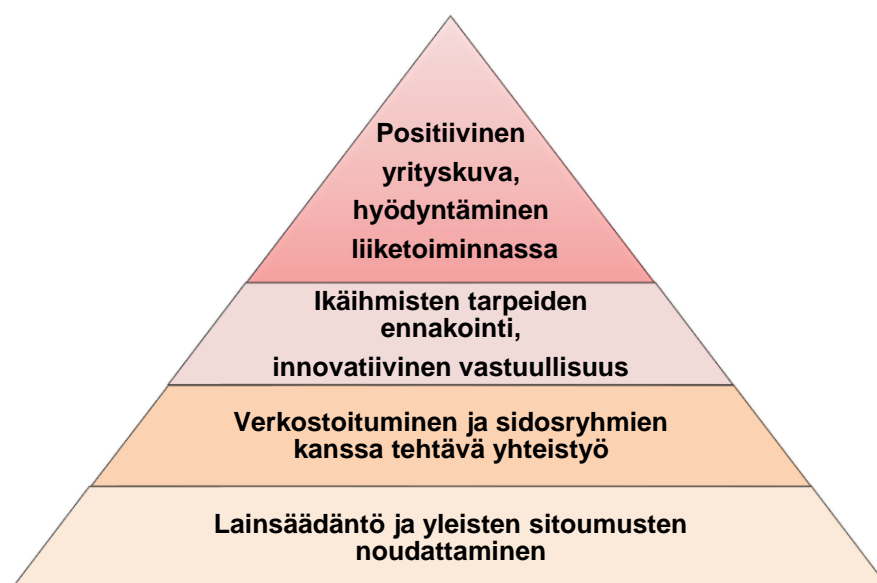 Positiivinen
yrityskuva,
hyödyntäminen
liiketoiminnassa
Ikäihmisten tarpeiden
ennakointi,
innovatiivinen vastuullisuus
Verkostoituminen ja sidosryhmien
kanssa tehtävä yhteistyö
Lainsäädäntö ja yleisten sitoumusten
noudattaminen